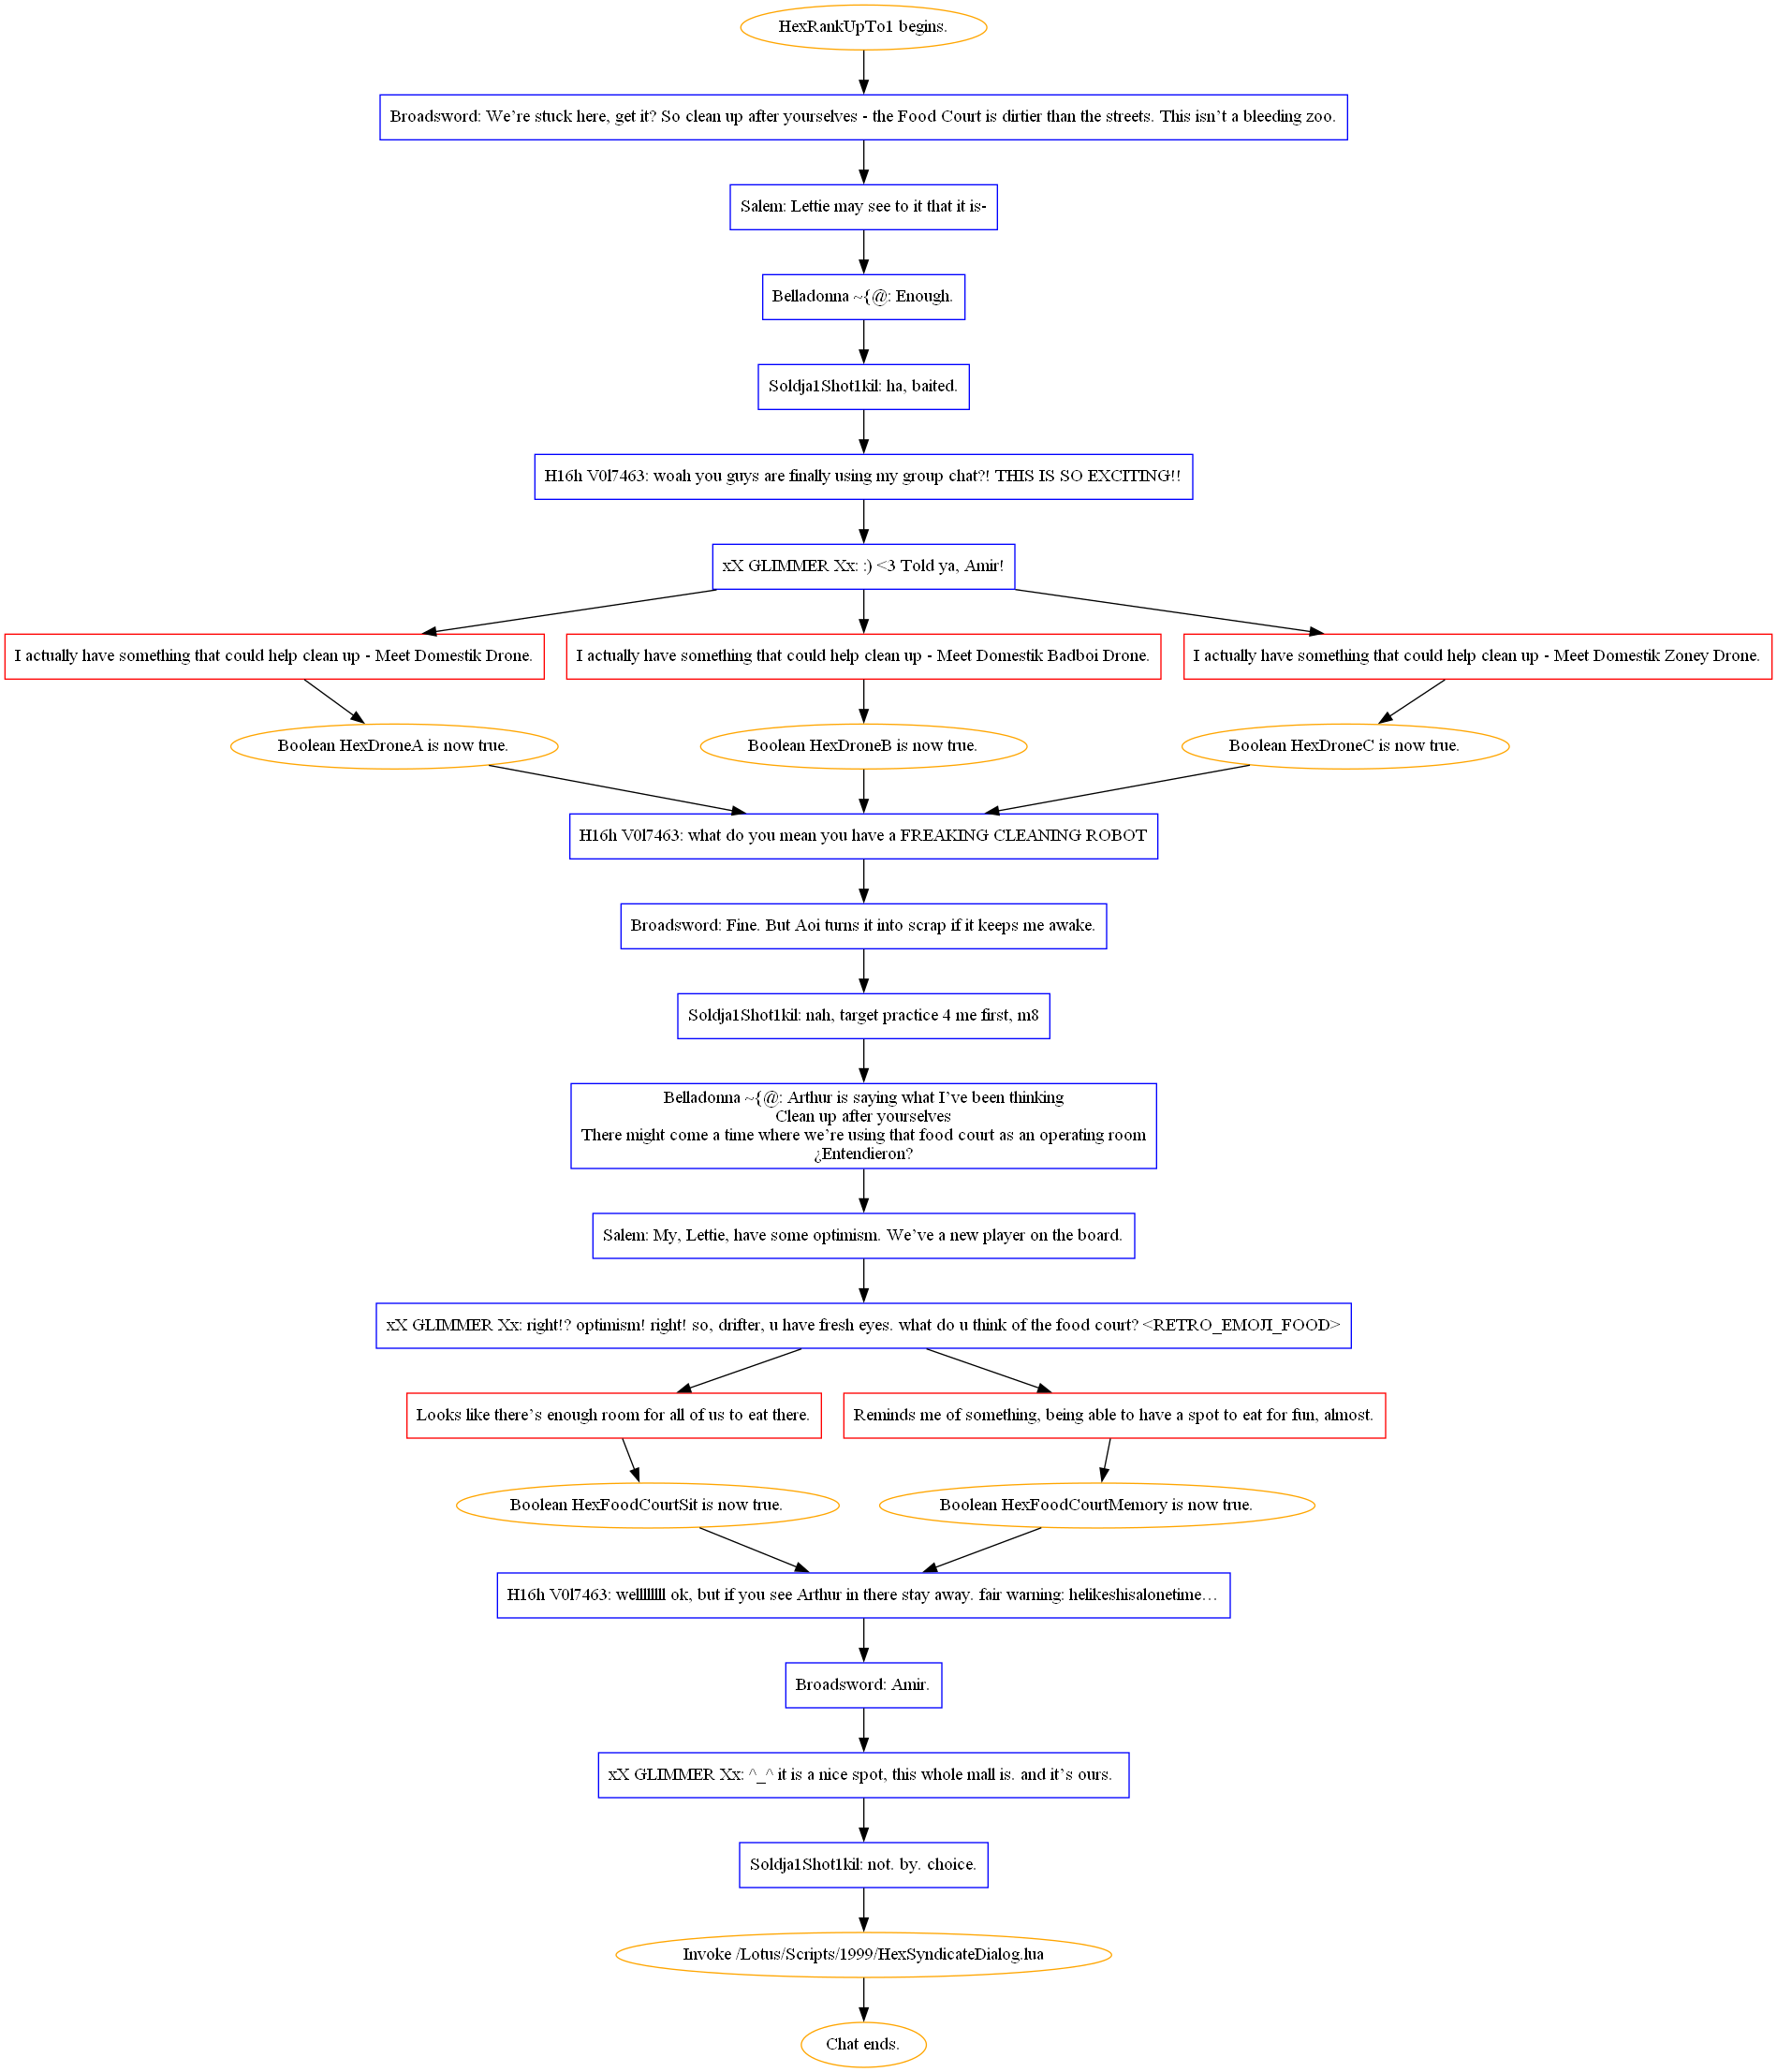 HexRankUpTo1 begins.
Broadsword: We're stuck here, get it? So clean up after yourselves - the Food Court is dirtier than the streets. This isn't a bleeding zoo.
Salem: Lettie may see to it that it is-
Belladonna ~{@: Enough.
Soldja1Shot1kil: ha, baited.
H16h V0l7463: woah you guys are finally using my group chat?! THIS IS SO EXCITING!!
xX GLIMMER Xx: :) <3 Told ya, Amir!
I actually have something that could help clean up - Meet Domestik Drone.
I actually have something that could help clean up - Meet Domestik Badboi Drone.
I actually have something that could help clean up - Meet Domestik Zoney Drone.
Boolean HexDroneA is now true.
Boolean HexDroneB is now true.
Boolean HexDroneC is now true.
H16h V0l7463: what do you mean you have a FREAKING CLEANING ROBOT
Broadsword: Fine. But Aoi turns it into scrap if it keeps me awake.
Soldja1Shot1kil: nah, target practice 4 me first, m8
Belladonna ~{@: Arthur is saying what I've been thinking
Clean up after yourselves
There might come a time where we're using that food court as an operating room
¿Entendieron?
Salem: My, Lettie, have some optimism. We've a new player on the board.
xX GLIMMER Xx: right!? optimism! right! so, drifter, u have fresh eyes. what do u think of the food court? <RETRO_EMOJI_FOOD>
Looks like there's enough room for all of us to eat there.
Reminds me of something, being able to have a spot to eat for fun, almost.
Boolean HexFoodCourtSit is now true.
Boolean HexFoodCourtMemory is now true.
H16h V0l7463: wellllllll ok, but if you see Arthur in there stay away. fair warning: helikeshisalonetime…
Broadsword: Amir.
xX GLIMMER Xx: ^_^ it is a nice spot, this whole mall is. and it's ours.
Soldja1Shot1kil: not. by. choice.
Invoke /Lotus/Scripts/1999/HexSyndicateDialog.lua
Chat ends.